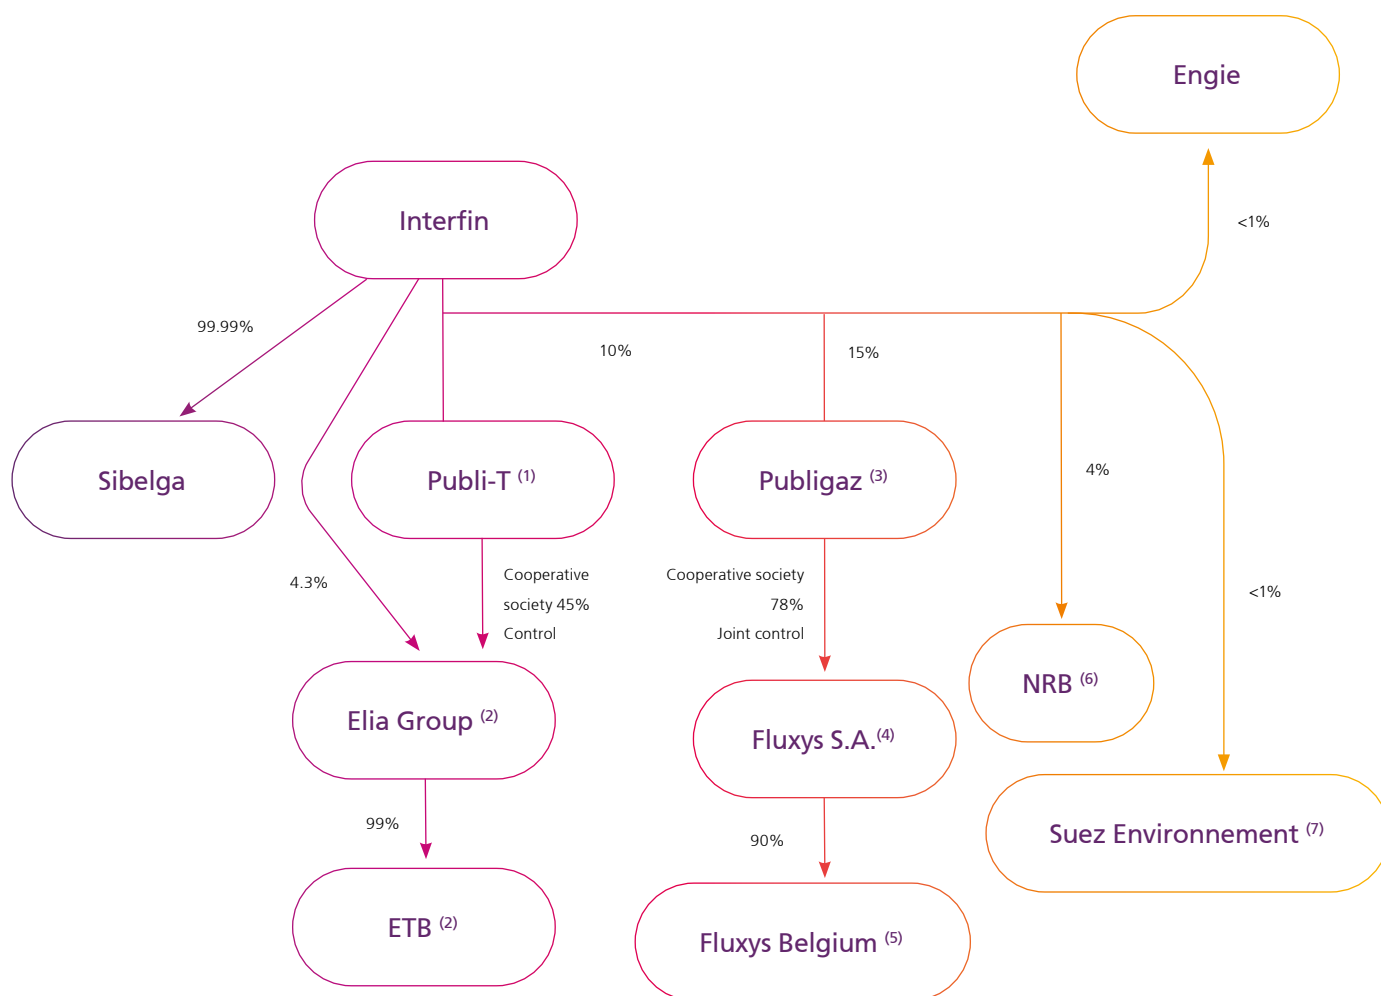 Engie
Interfin
<1%
99.99%
10%
15%
Sibelga
Publi-T (1)
Publigaz (3)
4%
4.3%
Cooperative
society 45%
Control
Cooperative society
78%
Joint control
<1%
Elia Group (2)
Fluxys S.A.(4)
NRB (6)
99%
90%
Suez Environnement (7)
ETB (2)
Fluxys Belgium (5)